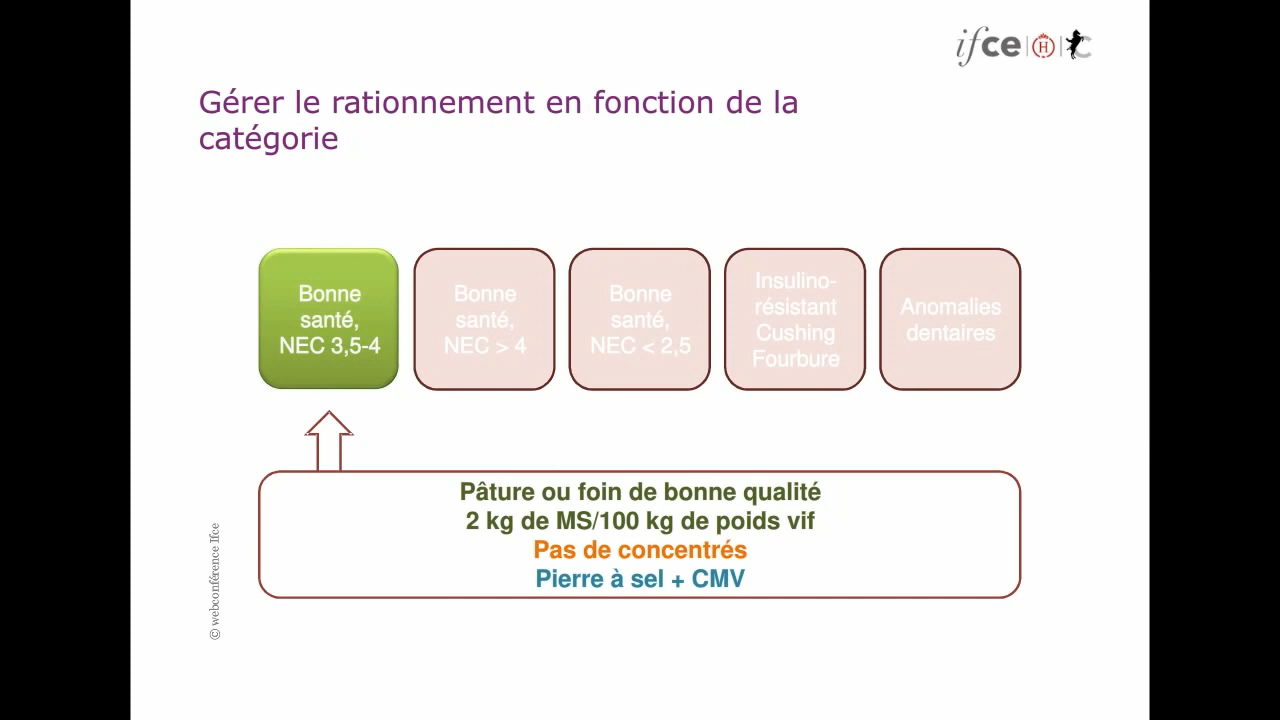 ifce
H
Gérer le rationnement en fonction de la
catégorie
Bonne
santé,
NEC 3,5-4
Bonne
santé,
NEC > 4
Bonne
santé,
NEC < 2,5
Insulino-
résistant
Cushing
Fourbure
Anomalies
dentaires
Pâture ou foin de bonne qualité
2 kg de MS/100 kg de poids vif
Pas de concentrés
Pierre à sel + CMV
© webconférence Ifce